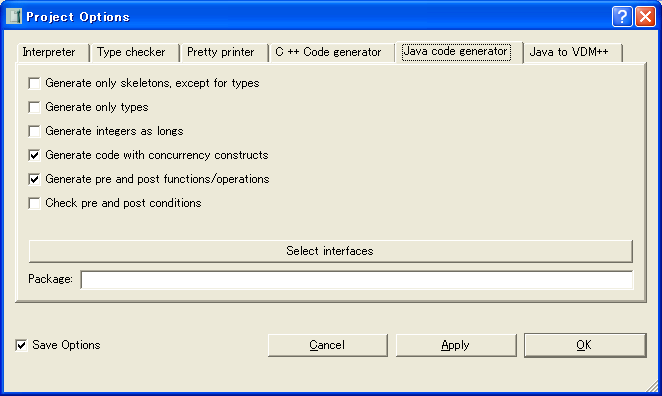 Project Options
Interpreter Type checker Pretty printer C ++ Code generator Java code generator Java to VDM++
Generate only skeletons, except for types
Generate only types
Generate integers as longs
Generate code with concurrency constructs
Generate pre and post functions/operations
Check pre and post conditions
Select interfaces
Package:
Save Options Cancel Apply OK